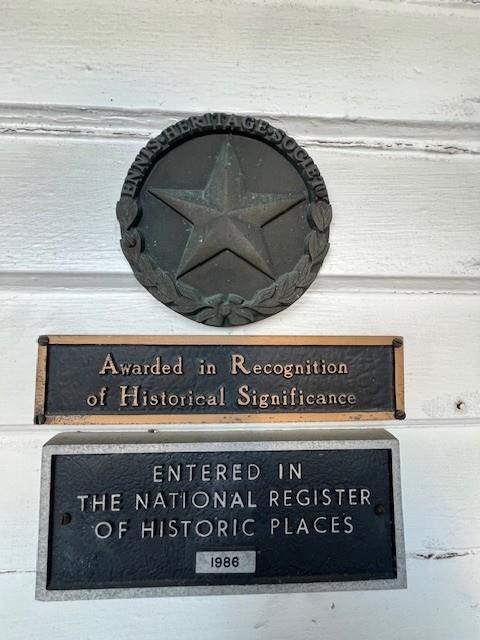 ENNIS·HERITAGE·SOCIETY
Awarded in Recognition
of Historical Significance
ENTERED IN
THE NATIONAL REGISTER
OF HISTORIC PLACES
1986